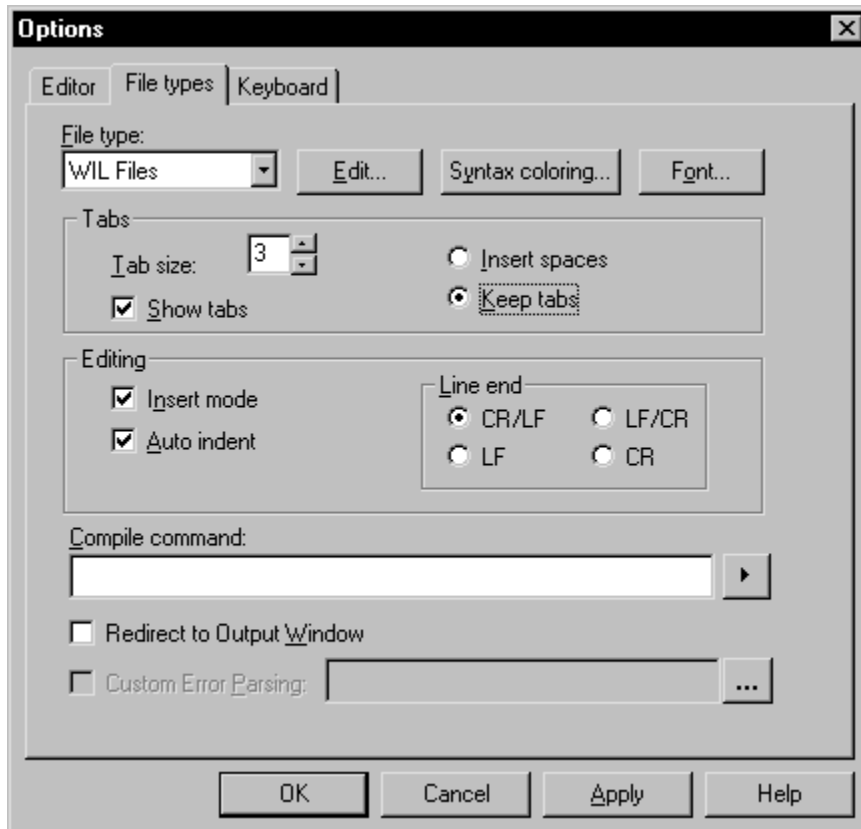 Options
Editor File types Keyboard
File type:
WIL Files Edit... Syntax coloring... Font...
Tabs
Tab size: 3 Insert spaces
Show tabs Keep tabs
Editing
Insert mode Line end
Auto indent CR/LF LF/CR
LF CR
Compile command:
Redirect to Output Window
Custom Error Parsing: ...
OK Cancel Apply Help